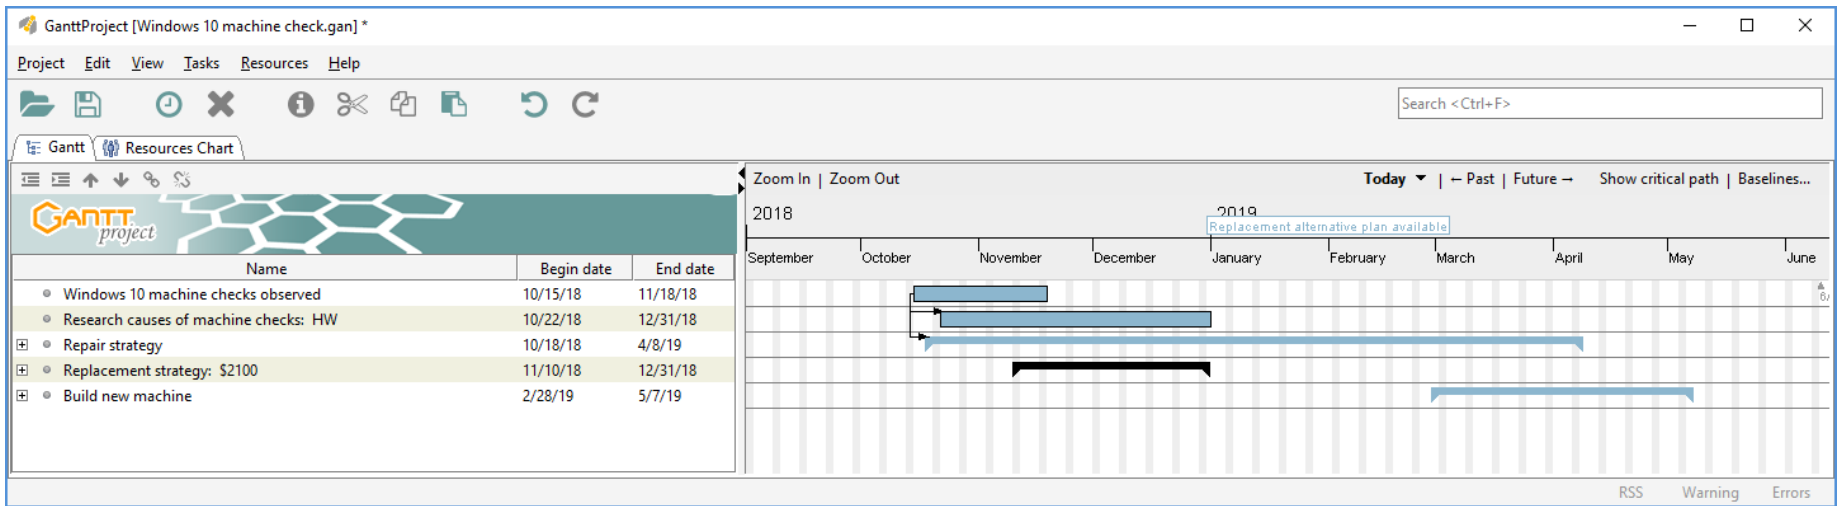 GanttProject [Windows 10 machine check.gan] *
Project Edit View Tasks Resources Help
Search <Ctrl+F>
Gantt Resources Chart
Zoom In | Zoom Out Today | ←Past | Future→ Show critical path | Baselines...
GANTT project
2018 2019
Replacement alternative plan available
September October November December January February March April May June
Name Begin date End date
Windows 10 machine checks observed 10/15/18 11/18/18
Research causes of machine checks: HW 10/22/18 12/31/18
Repair strategy 10/18/18 4/8/19
Replacement strategy: $2100 11/10/18 12/31/18
Build new machine 2/28/19 5/7/19
RSS Warning Errors